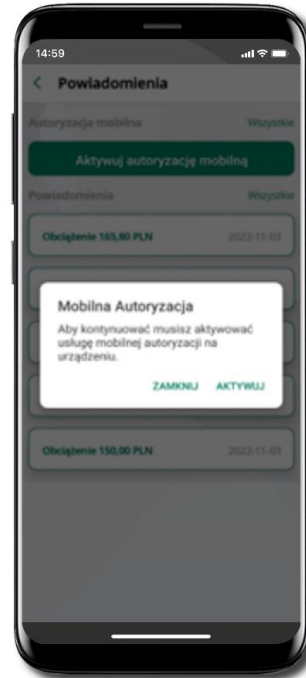 14:59
< Powiadomienia
Autoryzacja mobilna Wszystkie
Aktywuj autoryzację mobilną
Powiadomienia Wszystkie
Obciążenie 165,80 PLN 2022-11-03
Mobilna Autoryzacja
Aby kontynuować musisz aktywować
usługę mobilnej autoryzacji na
urządzeniu.
ZAMKNIJ AKTYWUJ
Obciążenie 150,00 PLN 2022-11-03